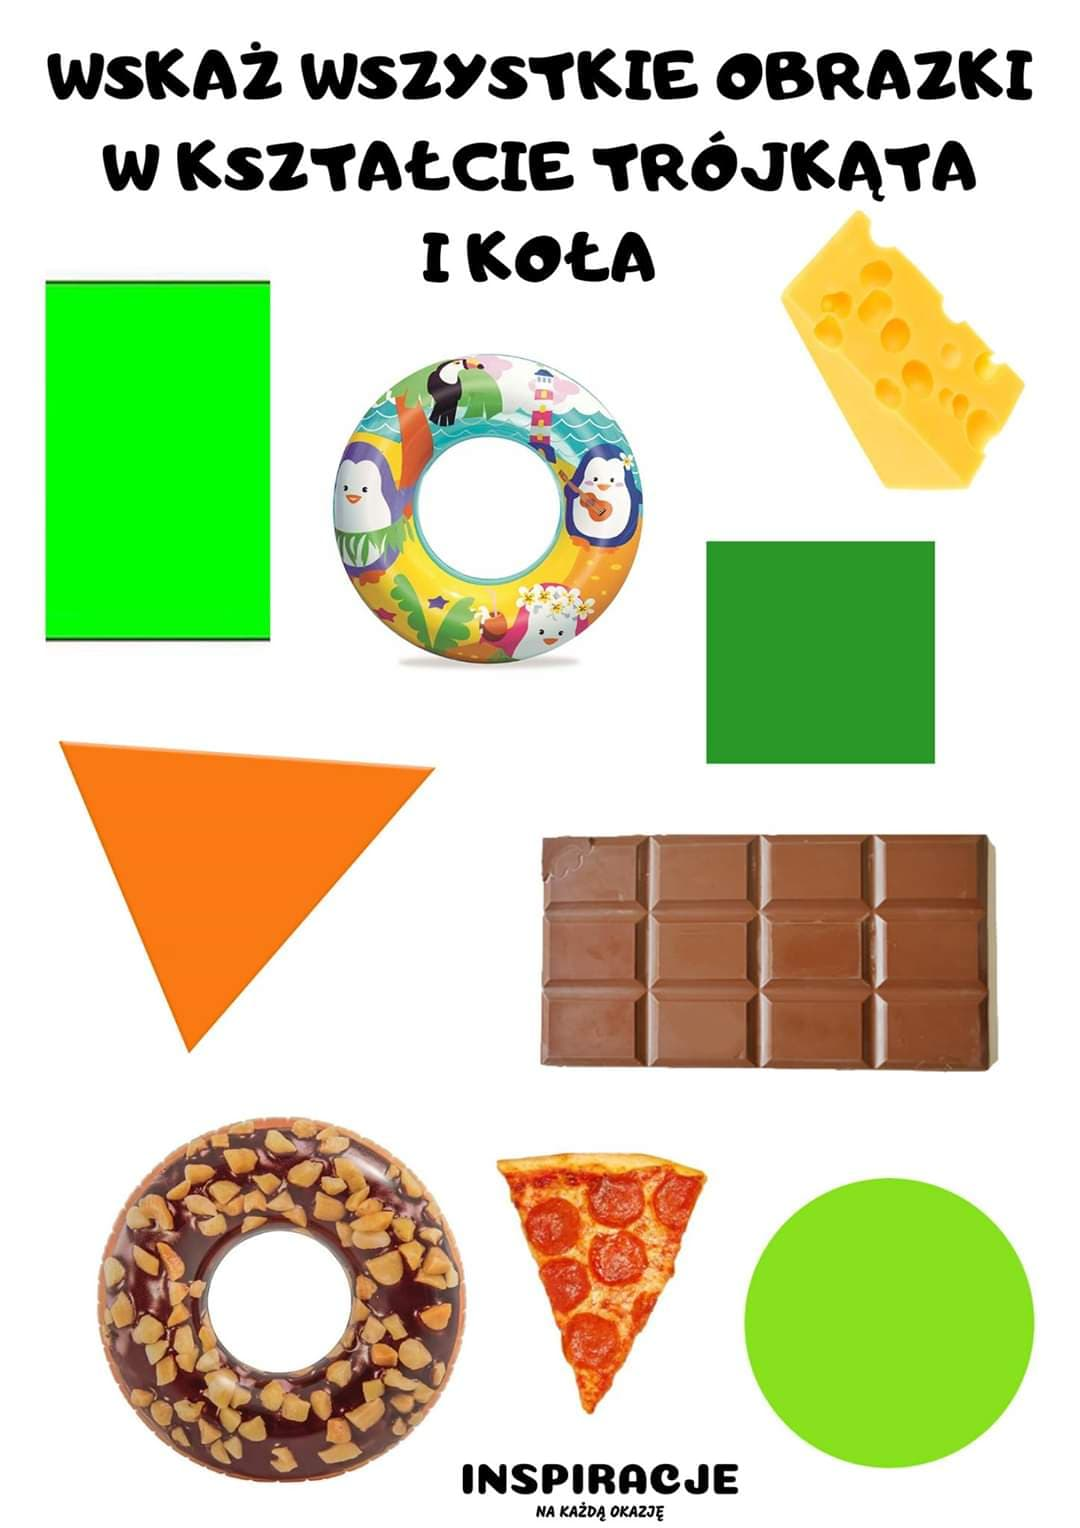 WSKAŻ WSZYSTKIE OBRAZKI
W KSZTAŁCIE TRÓJKĄTA
I KOŁA
INSPIRACJE
NA KAŻDĄ OKAZJĘ